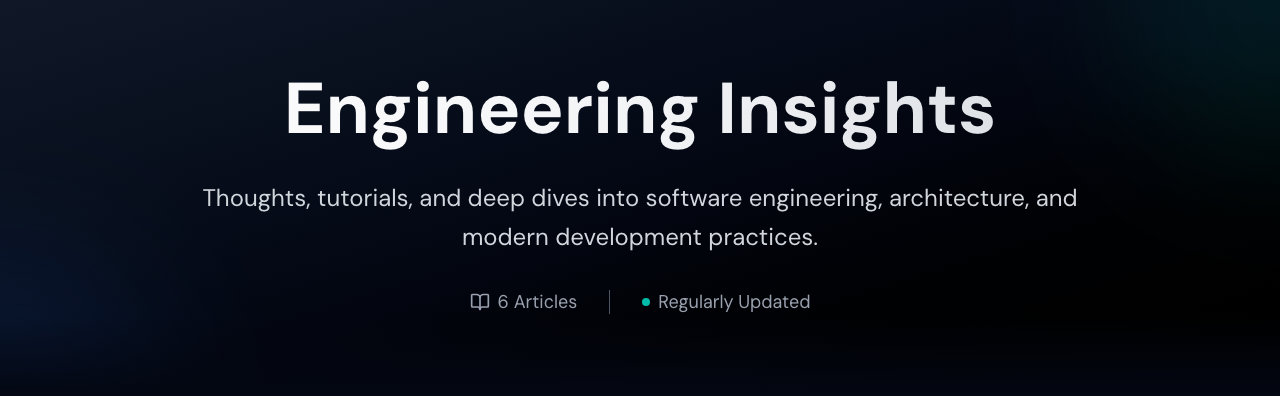 Engineering Insights
Thoughts, tutorials, and deep dives into software engineering, architecture, and
modern development practices.
6 Articles
Regularly Updated